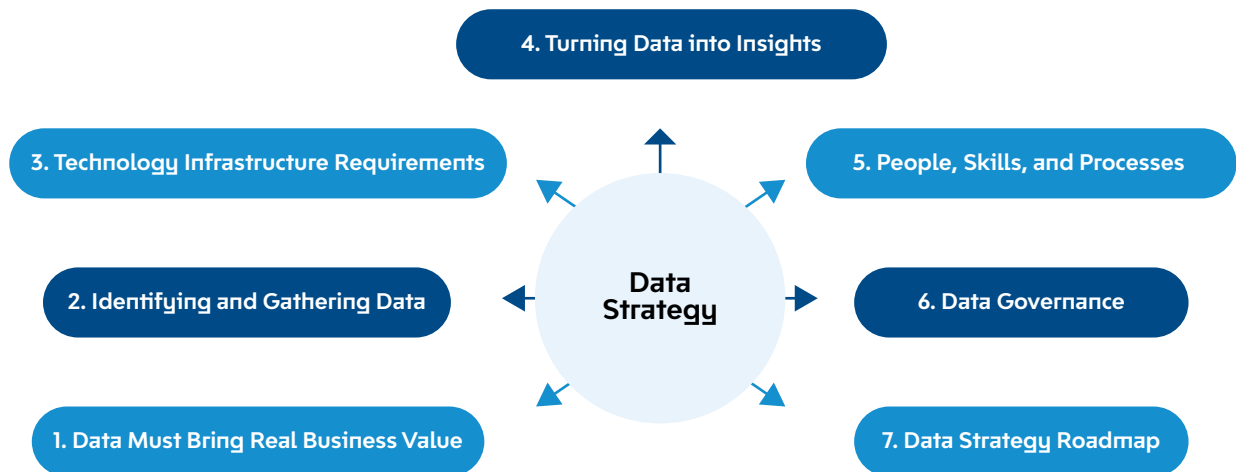 4. Turning Data into Insights
3. Technology Infrastructure Requirements
5. People, Skills, and Processes
Data
Strategy
2. Identifying and Gathering Data
6. Data Governance
1. Data Must Bring Real Business Value
7. Data Strategy Roadmap